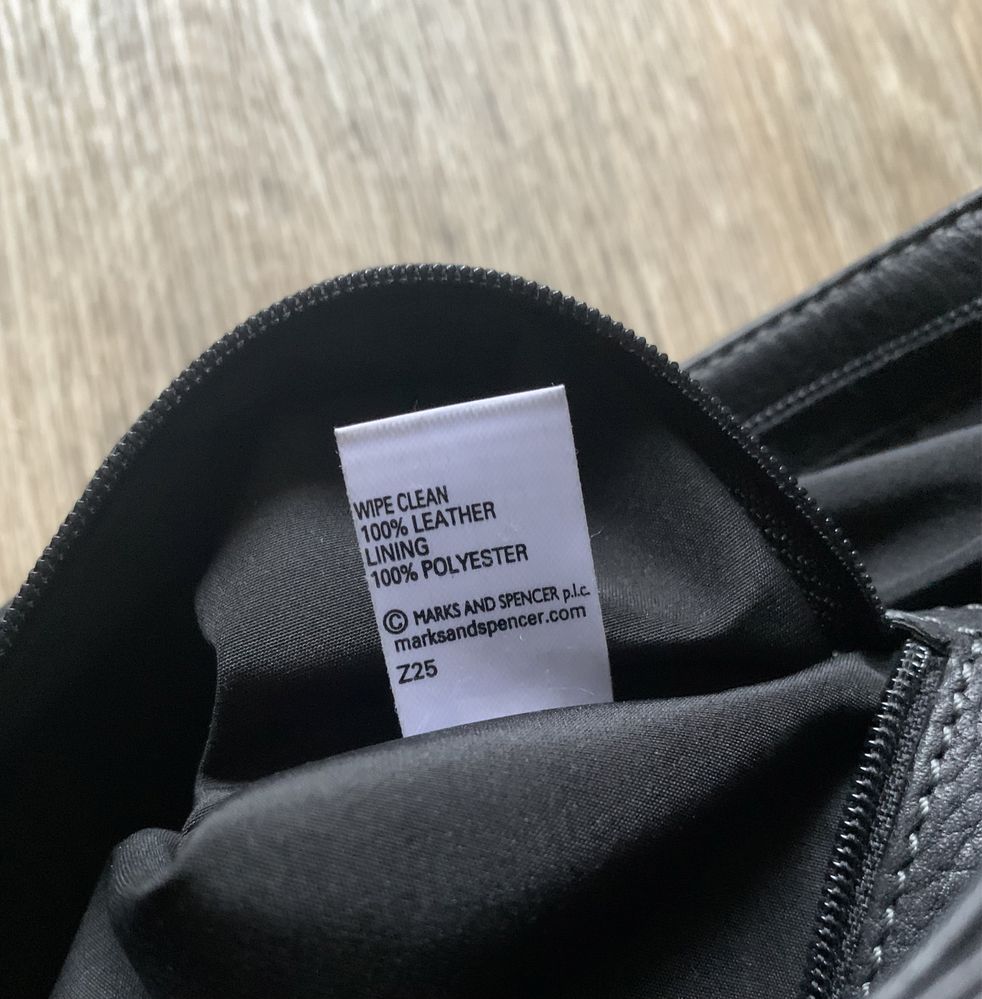 WIPE CLEAN
100% LEATHER
LINING
100% POLYESTER
© MARKS AND SPENCER p.l.c.
marksandspencer.com
Z25